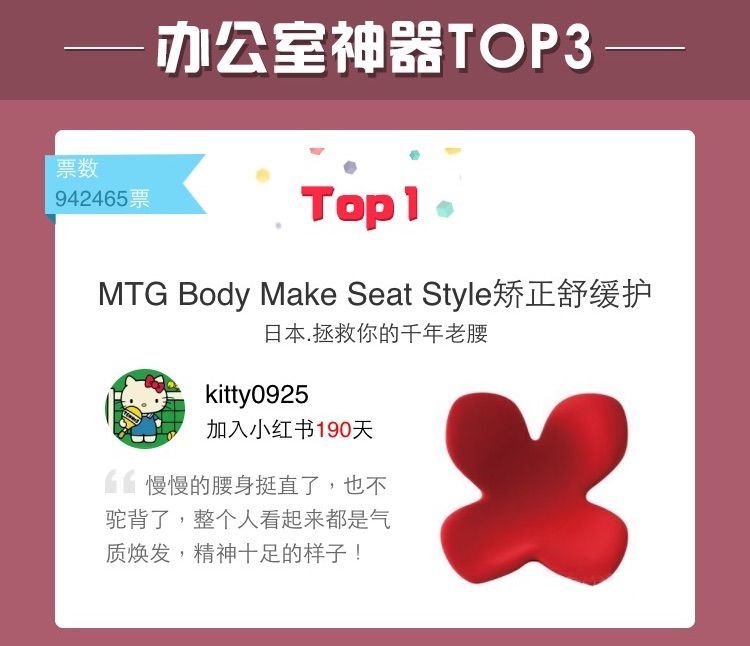 办公室神器TOP3
票数
942465票
Top1
MTG Body Make Seat Style矫正舒缓护
日本.拯救你的千年老腰
kitty0925
加入小红书190天
慢慢的腰身挺直了，也不
驼背了，整个人看起来都是气
质焕发，精神十足的样子！